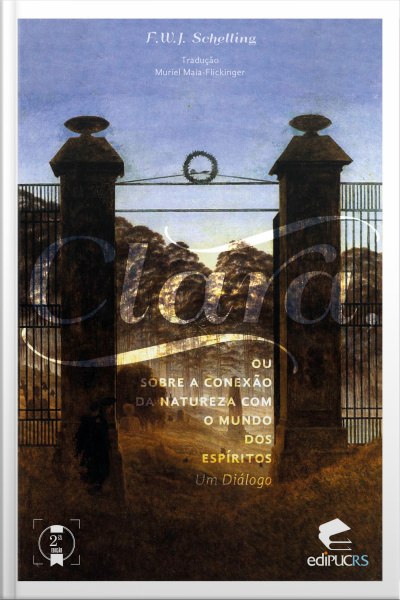 F.W.J. Schelling
Tradução
Muriel Maia-Flickinger
Clara.
OU
SOBRE A CONEXÃO
DA NATUREZA COM
O MUNDO
DOS
ESPÍRITOS
Um Diálogo
2ª
EDIÇÃO
ediPUCRS